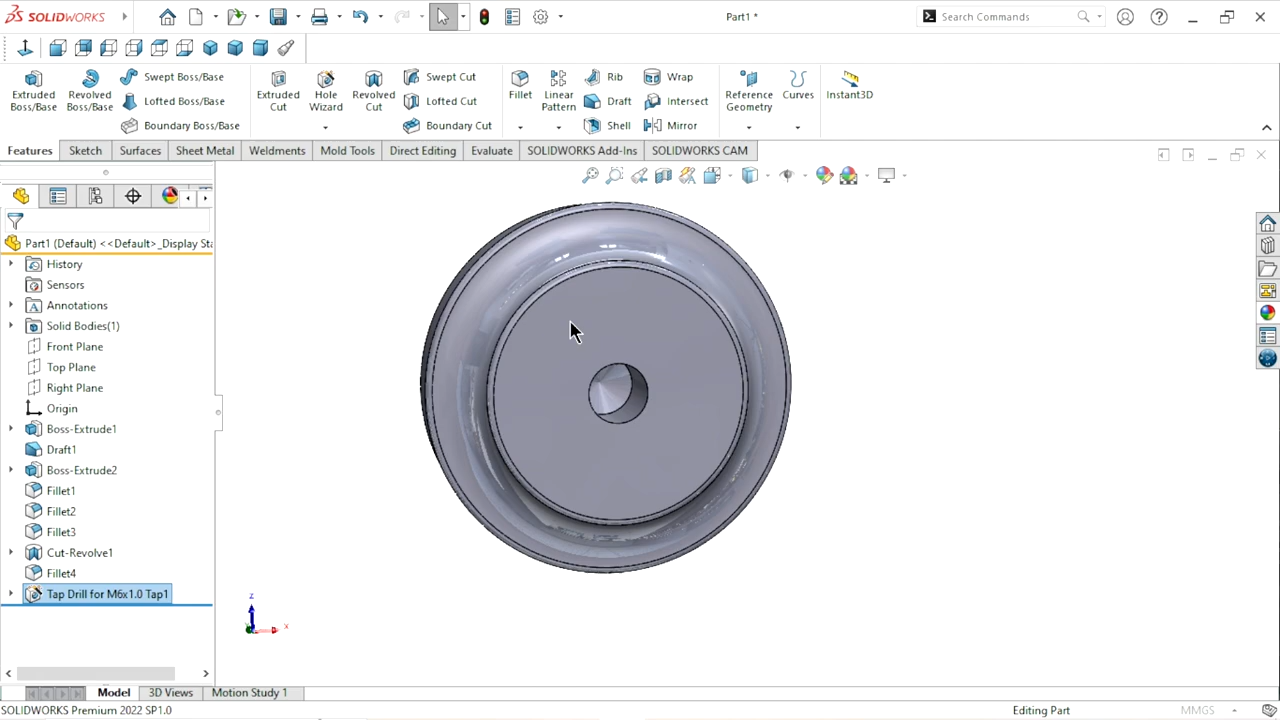 SOLIDWORKS
Part1 *
Search Commands
Extruded Boss/Base
Revolved Boss/Base
Swept Boss/Base
Lofted Boss/Base
Boundary Boss/Base
Extruded Cut
Hole Wizard
Revolved Cut
Swept Cut
Lofted Cut
Boundary Cut
Fillet
Linear Pattern
Rib
Draft
Shell
Wrap
Intersect
Mirror
Reference Geometry
Curves
Instant3D
Features
Sketch
Surfaces
Sheet Metal
Weldments
Mold Tools
Direct Editing
Evaluate
SOLIDWORKS Add-Ins
SOLIDWORKS CAM
Part1 (Default) <<Default>_Display Sta
History
Sensors
Annotations
Solid Bodies(1)
Front Plane
Top Plane
Right Plane
Origin
Boss-Extrude1
Draft1
Boss-Extrude2
Fillet1
Fillet2
Fillet3
Cut-Revolve1
Fillet4
Tap Drill for M6x1.0 Tap1
z
x
Model
3D Views
Motion Study 1
SOLIDWORKS Premium 2022 SP1.0
Editing Part
MMGS